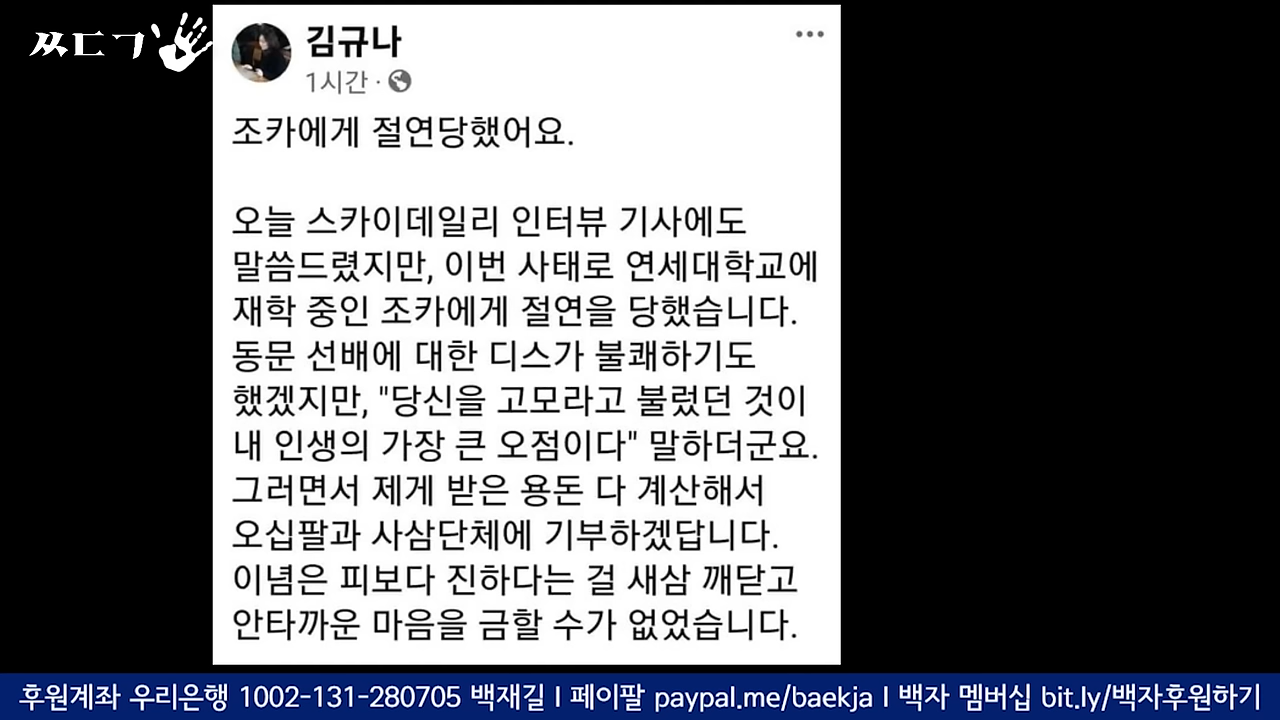 ㅆㄷㄱ
김규나
1시간 ·
조카에게 절연당했어요.
오늘 스카이데일리 인터뷰 기사에도
말씀드렸지만, 이번 사태로 연세대학교에
재학 중인 조카에게 절연을 당했습니다.
동문 선배에 대한 디스가 불쾌하기도
했겠지만, "당신을 고모라고 불렀던 것이
내 인생의 가장 큰 오점이다" 말하더군요.
그러면서 제게 받은 용돈 다 계산해서
오십팔과 사삼단체에 기부하겠답니다.
이념은 피보다 진하다는 걸 새삼 깨닫고
안타까운 마음을 금할 수가 없었습니다.
후원계좌 우리은행 1002-131-280705 백재길 I 페이팔 paypal.me/baekja I 백자 멤버십 bit.ly/백자후원하기